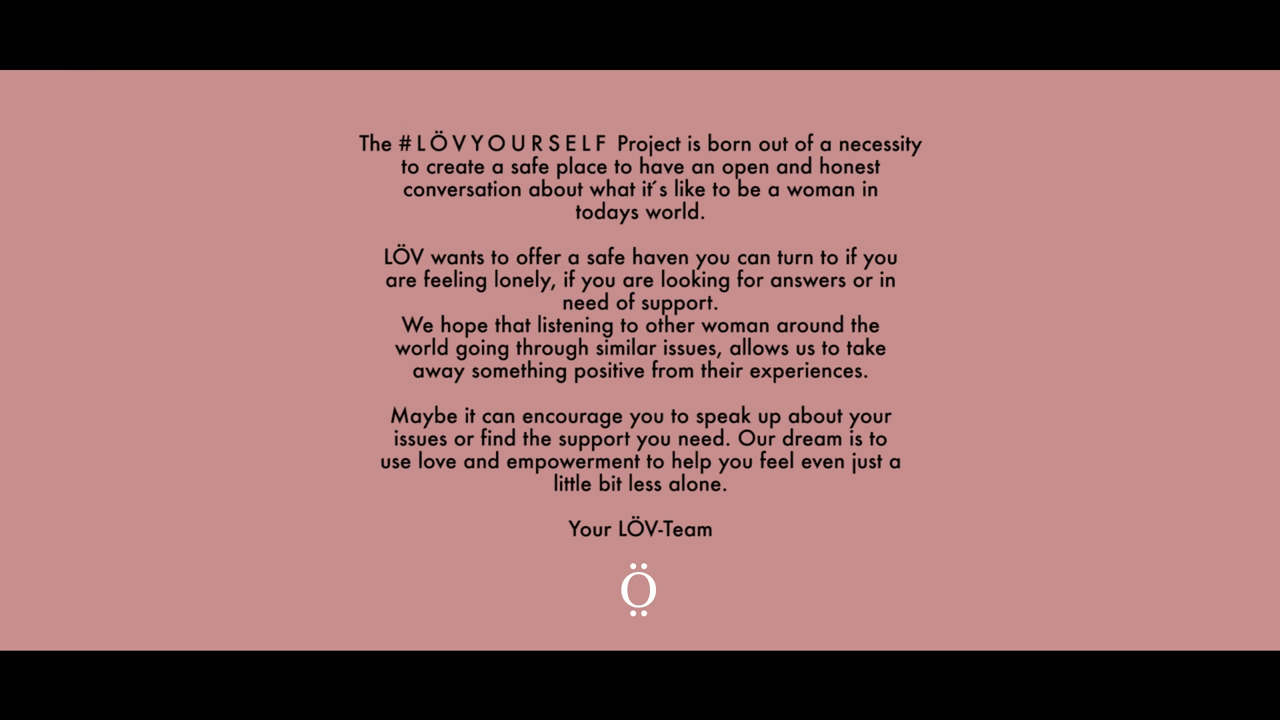 The #LÖVYOURSELF Project is born out of a necessity
to create a safe place to have an open and honest
conversation about what it´s like to be a woman in
todays world.
LÖV wants to offer a safe haven you can turn to if you
are feeling lonely, if you are looking for answers or in
need of support.
We hope that listening to other woman around the
world going through similar issues, allows us to take
away something positive from their experiences.
Maybe it can encourage you to speak up about your
issues or find the support you need. Our dream is to
use love and empowerment to help you feel even just a
little bit less alone.
Your LÖV-Team
Ö